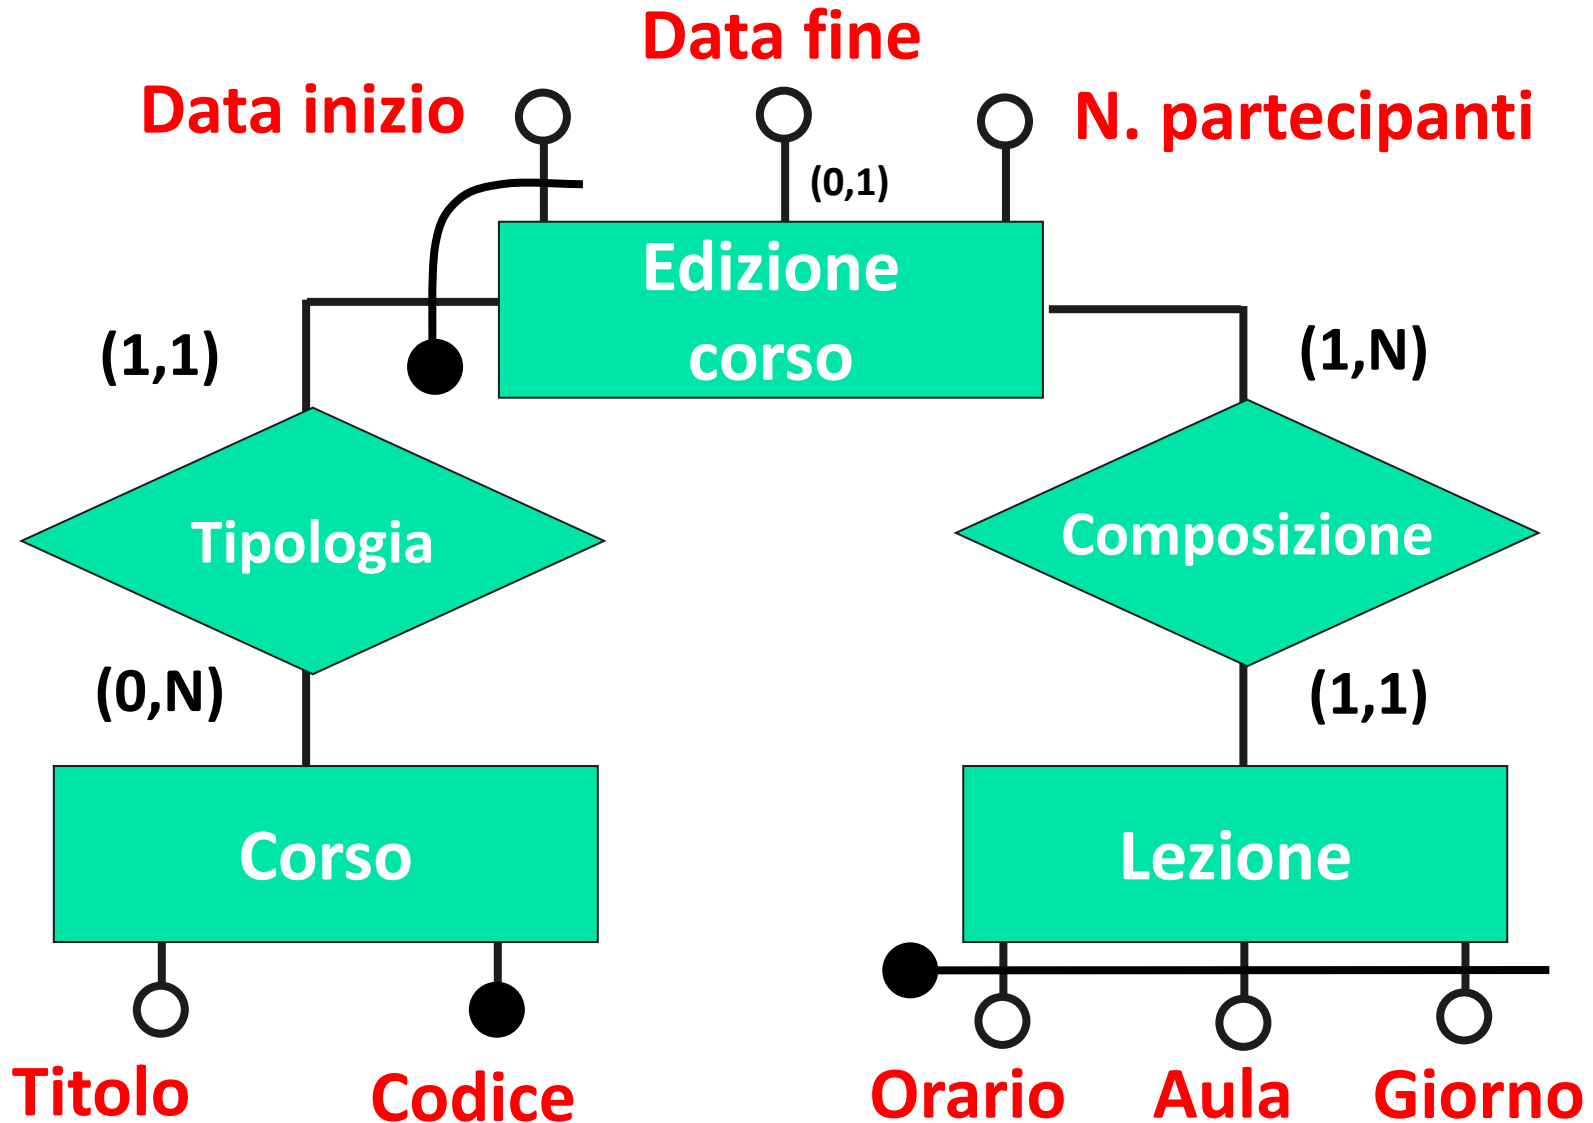 Data fine
Data inizio
N. partecipanti
(0,1)
Edizione
corso
(1,1)
(1,N)
Tipologia
Composizione
(0,N)
(1,1)
Corso
Lezione
Titolo
Codice
Orario
Aula
Giorno